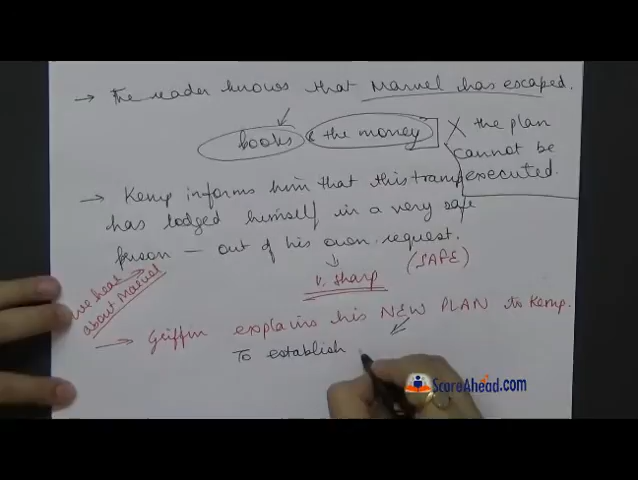 → The reader knows that Marvel has escaped.
books & the money X the plan
cannot be
executed.
→ Kemp informs him that this tramp
has lodged himself in a very safe
person — out of his own request.
V. Sharp (SAFE)
we hear
about Marvel
→ Griffin explains his NEW PLAN to Kemp.
To establish
ScoreAhead.com